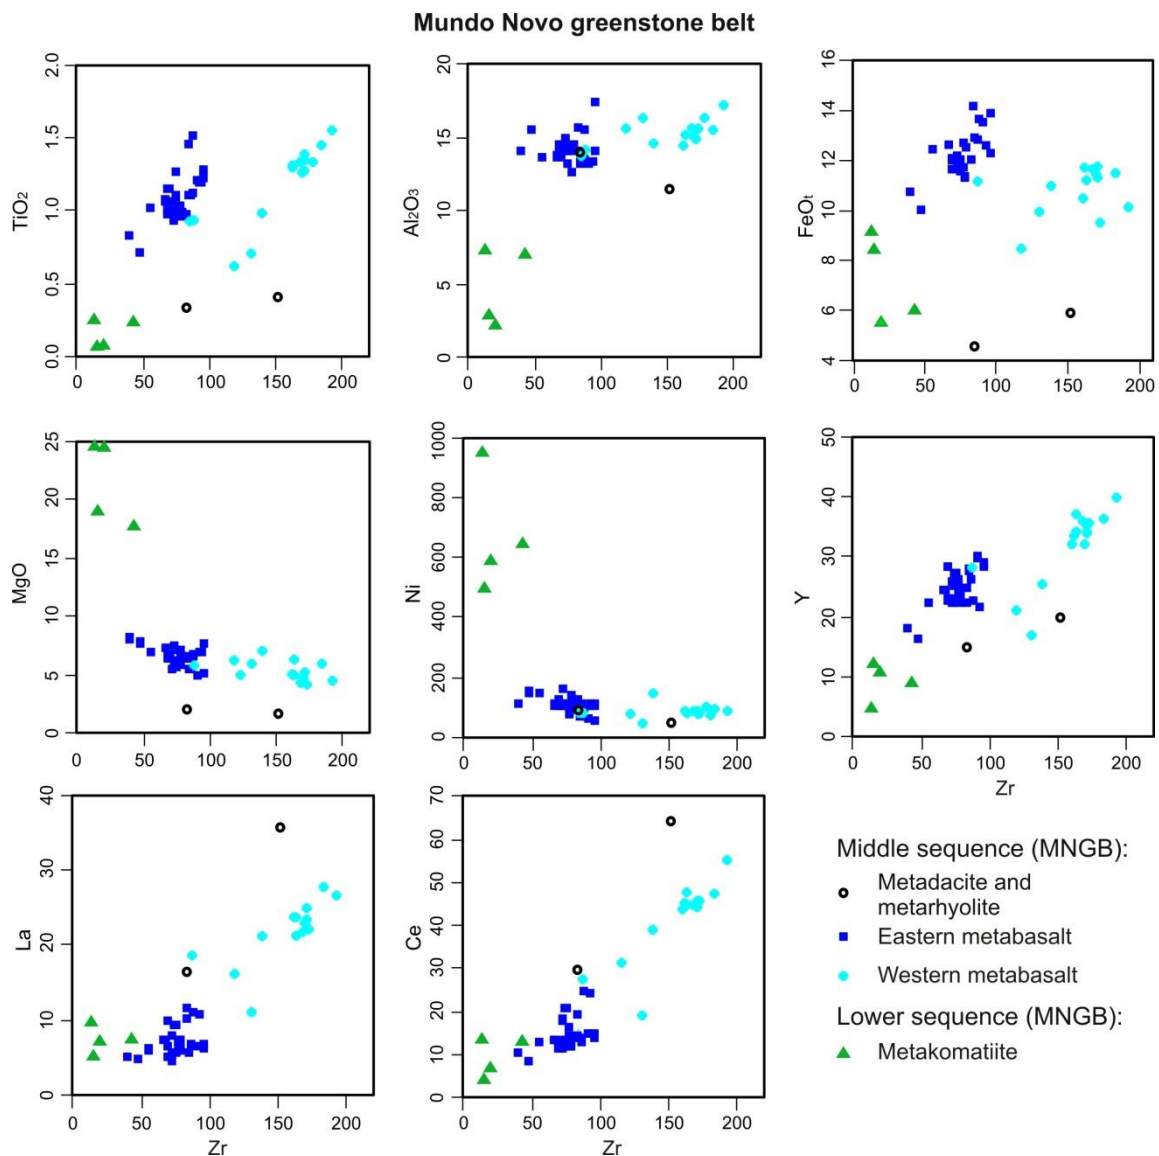 Mundo Novo greenstone belt
TiO₂
2.0
1.5
1.0
0.5
0.0
0 50 100 150 200
Al₂O₃
20
15
10
5
0
0 50 100 150 200
FeOt
16
14
12
10
8
6
4
0 50 100 150 200
MgO
25
20
15
10
5
0
0 50 100 150 200
Ni
1000
800
600
400
200
0
0 50 100 150 200
Y
50
40
30
20
10
0
0 50 100 150 200
Zr
La
40
30
20
10
0
0 50 100 150 200
Zr
Ce
70
60
50
40
30
20
10
0
0 50 100 150 200
Zr
Middle sequence (MNGB):
Metadacite and
metarhyolite
Eastern metabasalt
Western metabasalt
Lower sequence (MNGB):
Metakomatiite